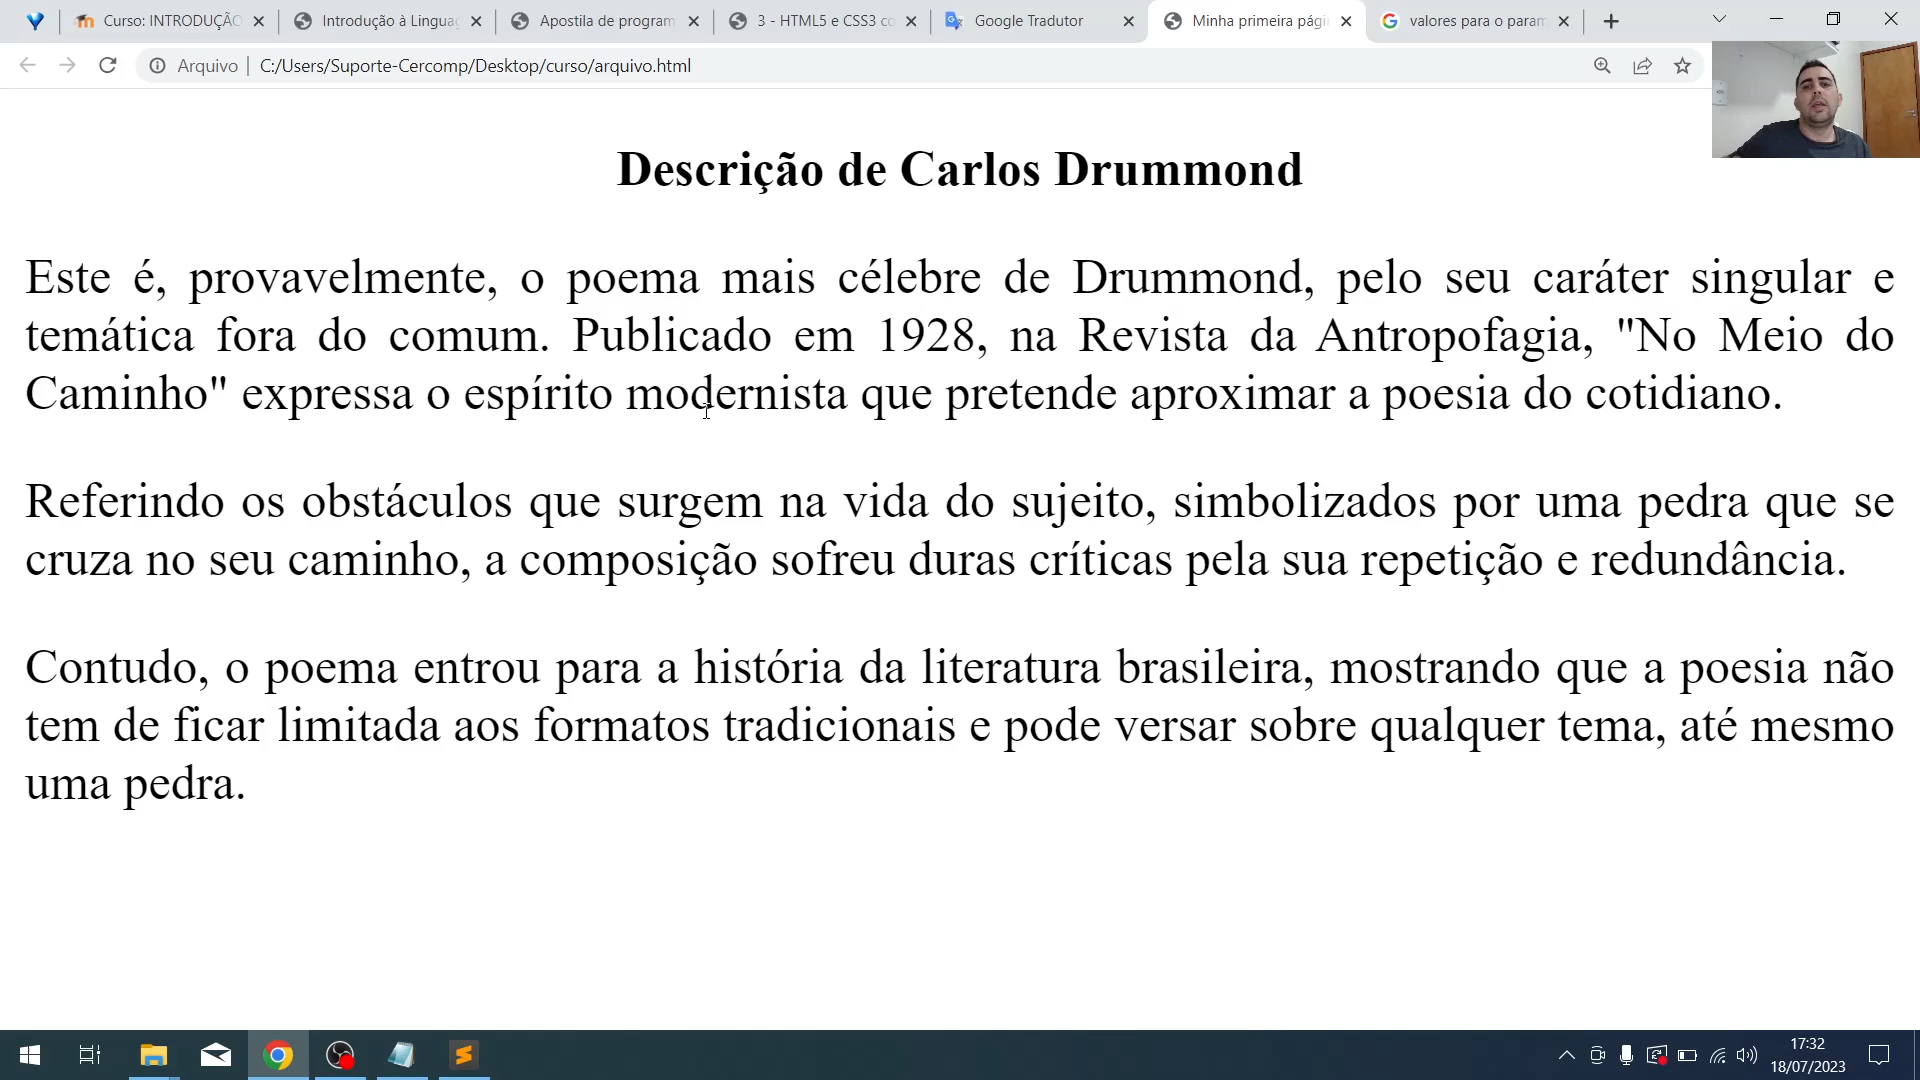 Curso: INTRODUÇÃO
Introdução à Linguag
Apostila de program
3 - HTML5 e CSS3 co
Google Tradutor
Minha primeira pági
valores para o param
Arquivo
C:/Users/Suporte-Cercomp/Desktop/curso/arquivo.html
Descrição de Carlos Drummond
Este é, provavelmente, o poema mais célebre de Drummond, pelo seu caráter singular e
temática fora do comum. Publicado em 1928, na Revista da Antropofagia, "No Meio do
Caminho" expressa o espírito modernista que pretende aproximar a poesia do cotidiano.
Referindo os obstáculos que surgem na vida do sujeito, simbolizados por uma pedra que se
cruza no seu caminho, a composição sofreu duras críticas pela sua repetição e redundância.
Contudo, o poema entrou para a história da literatura brasileira, mostrando que a poesia não
tem de ficar limitada aos formatos tradicionais e pode versar sobre qualquer tema, até mesmo
uma pedra.
17:32
18/07/2023